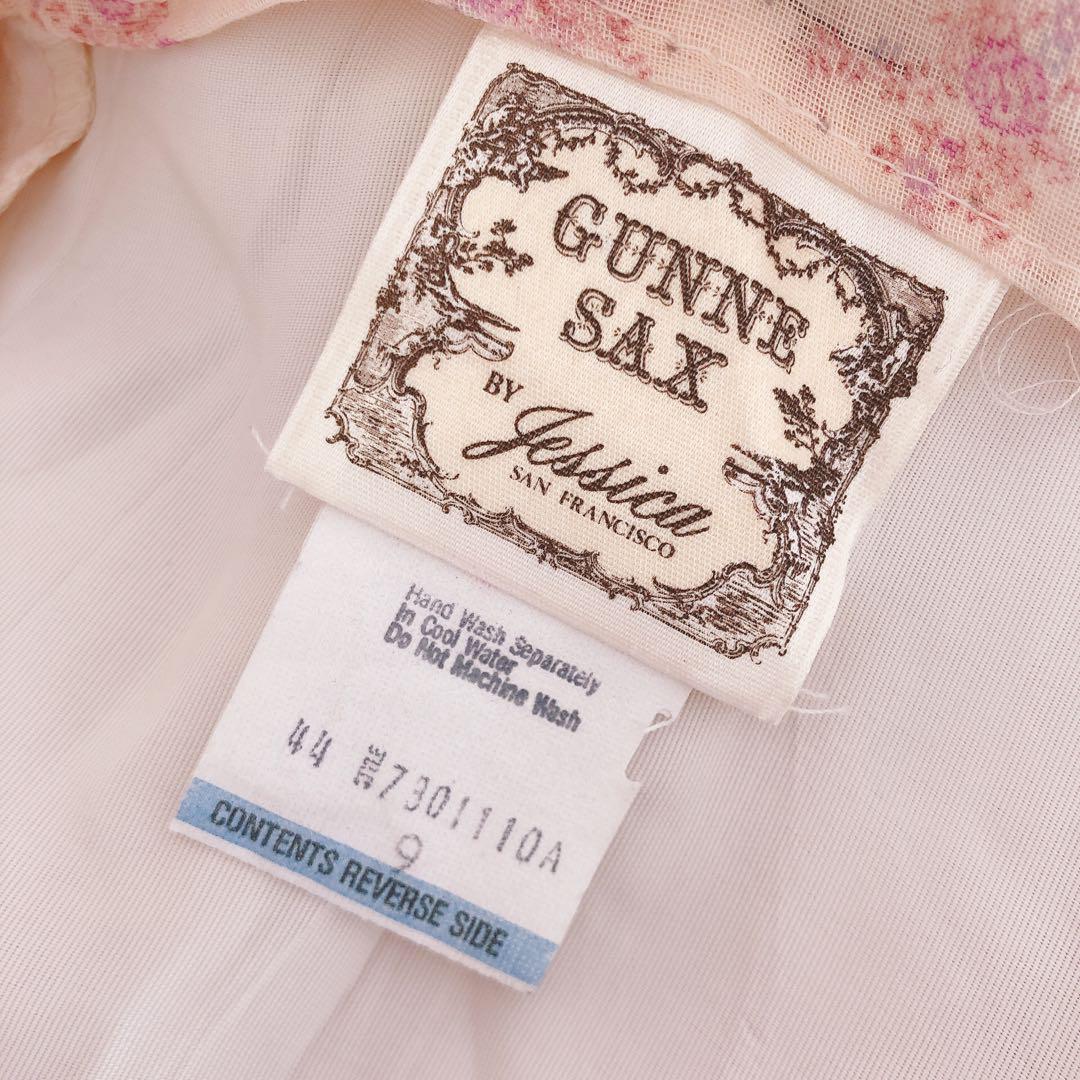 GUNNE
SAX
BY Jessica
SAN FRANCISCO
Hand Wash Separately
In Cool Water
Do Not Machine Wash
44 7301110A
9
CONTENTS REVERSE SIDE